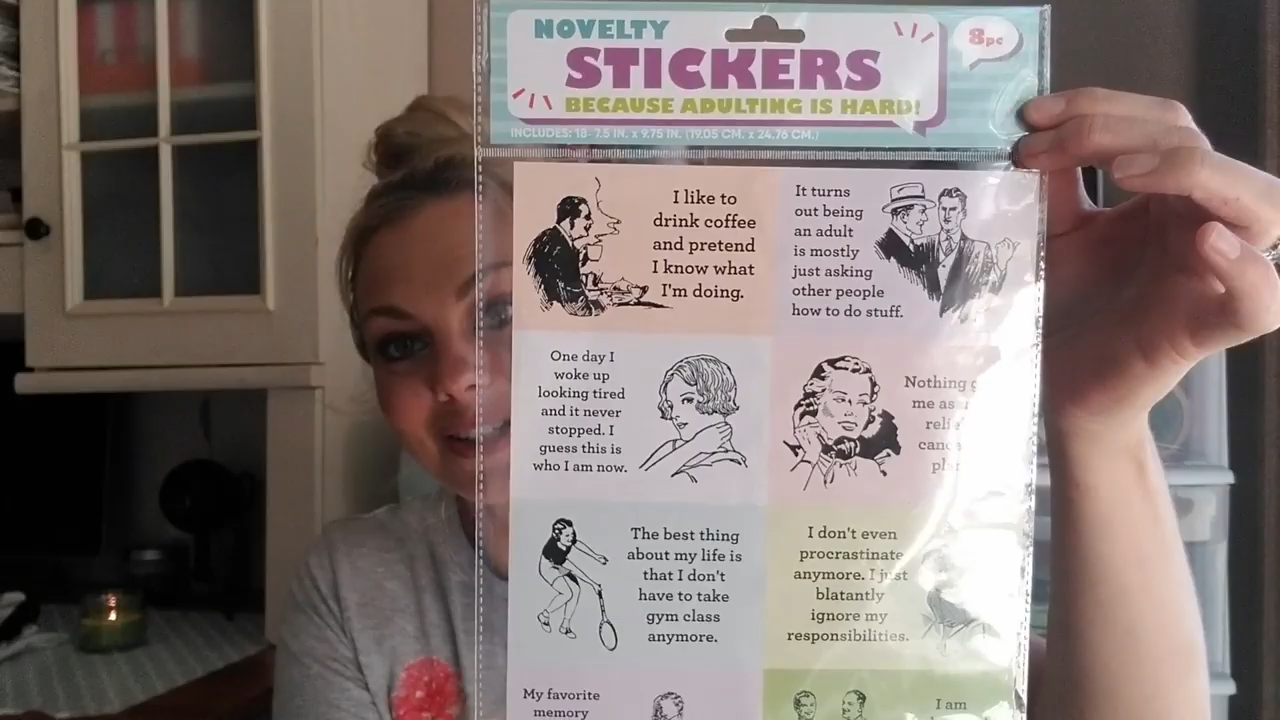 NOVELTY
STICKERS
BECAUSE ADULTING IS HARD!
8pc
INCLUDES: 18- 7.5 IN. x 9.75 IN. (19.05 CM. x 24.76 CM.)
I like to
drink coffee
and pretend
I know what
I'm doing.
It turns
out being
an adult
is mostly
just asking
other people
how to do stuff.
One day I
woke up
looking tired
and it never
stopped. I
guess this is
who I am now.
Nothing
me as
The best thing
about my life is
that I don't
have to take
gym class
anymore.
I don't even
procrastinate
anymore. I just
blatantly
ignore my
responsibilities.
My favorite
memory
I am